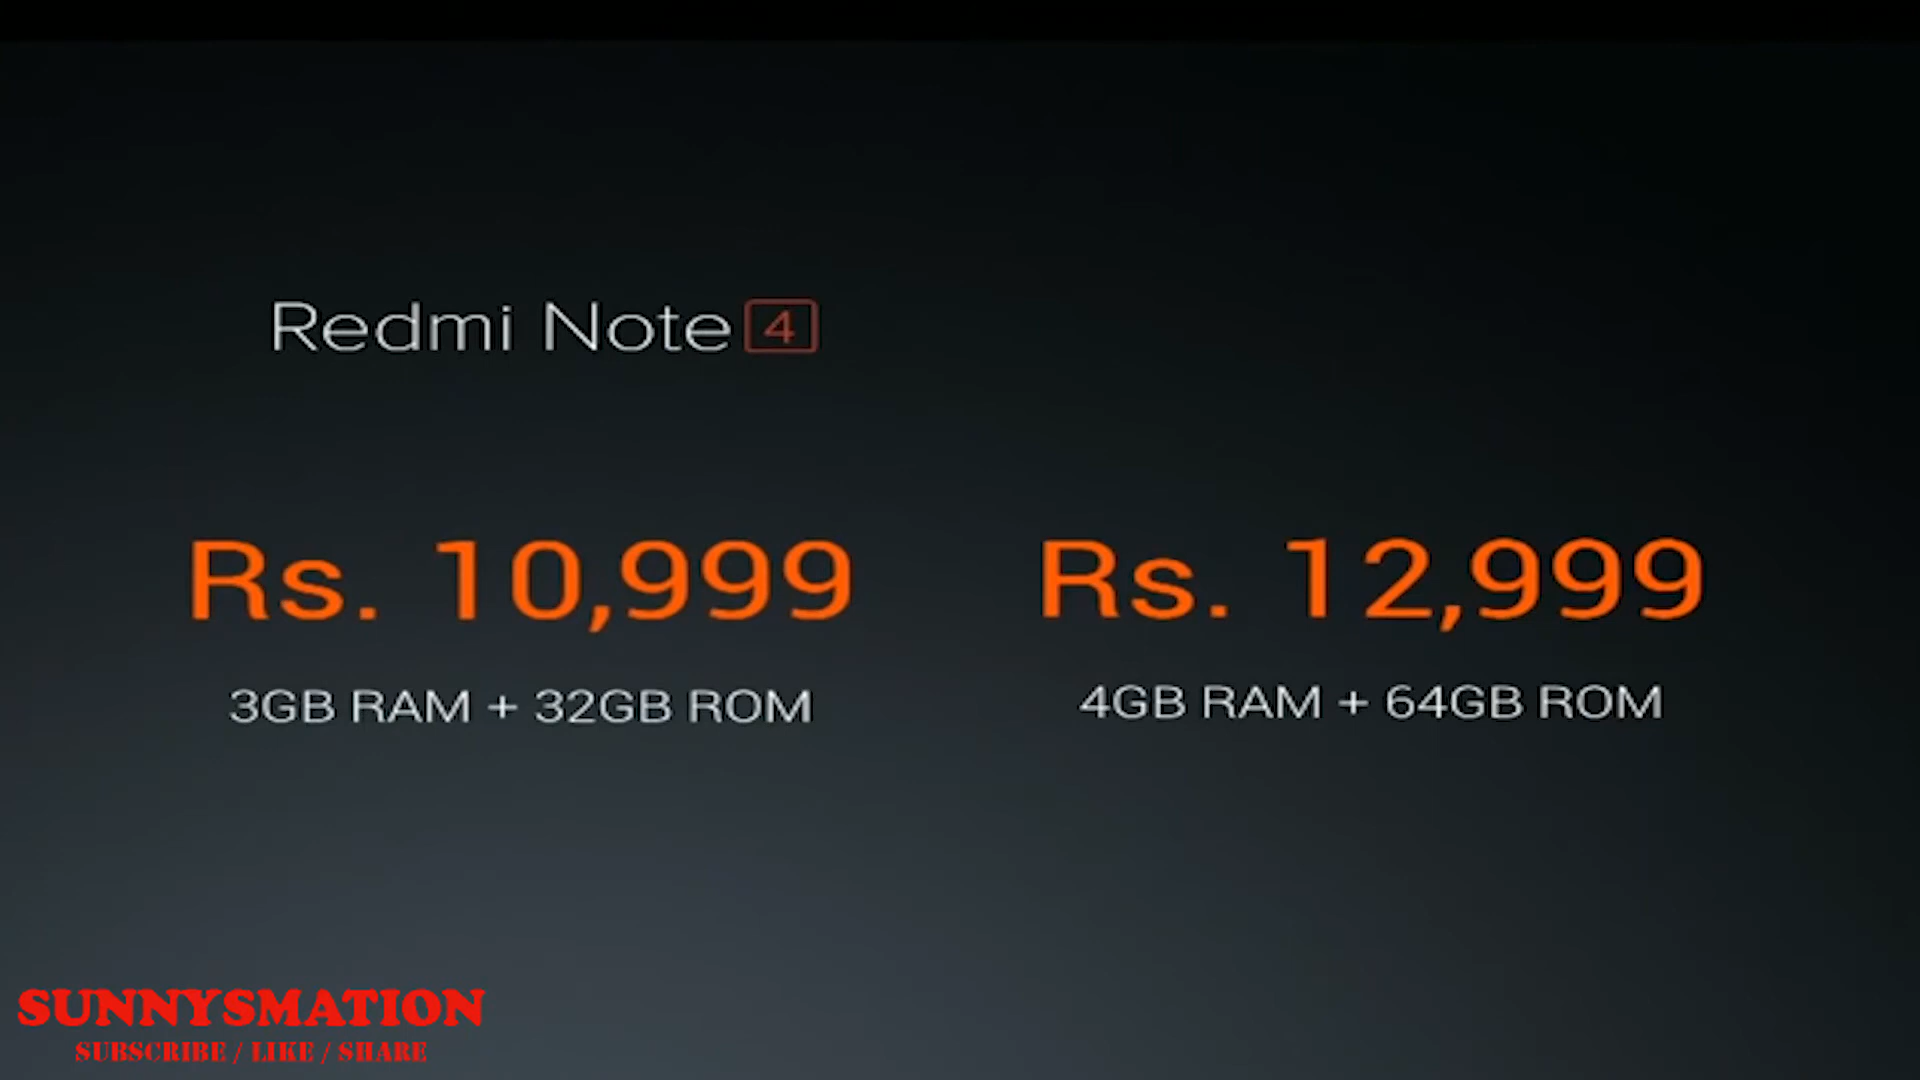 Redmi Note 4
Rs. 10,999
3GB RAM + 32GB ROM
Rs. 12,999
4GB RAM + 64GB ROM
SUNNYSMATION
SUBSCRIBE / LIKE / SHARE